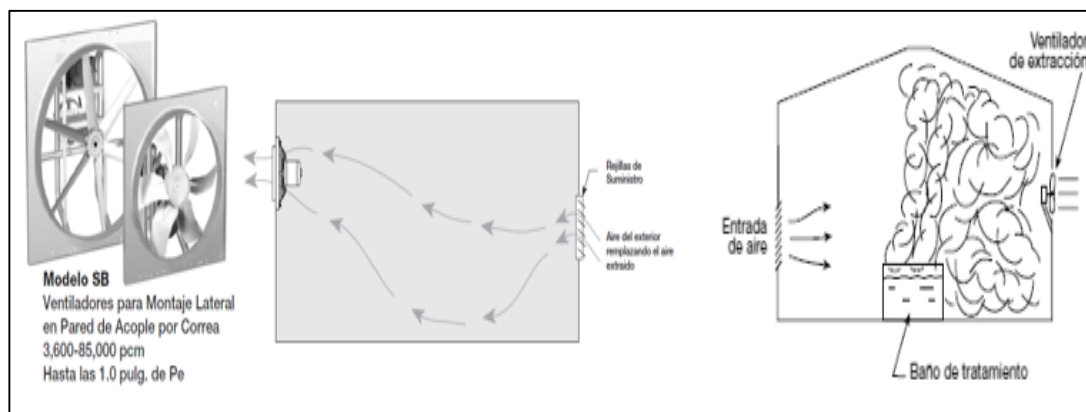 Modelo SB
Ventiladores para Montaje Lateral
en Pared de Acople por Correa
3,600-85,000 pcm
Hasta las 1.0 pulg. de Pe
Rejillas de
Suministro
Aire del exterior
remplazando el aire
extraido
Ventilador
de extracción
Entrada
de aire
Baño de tratamiento